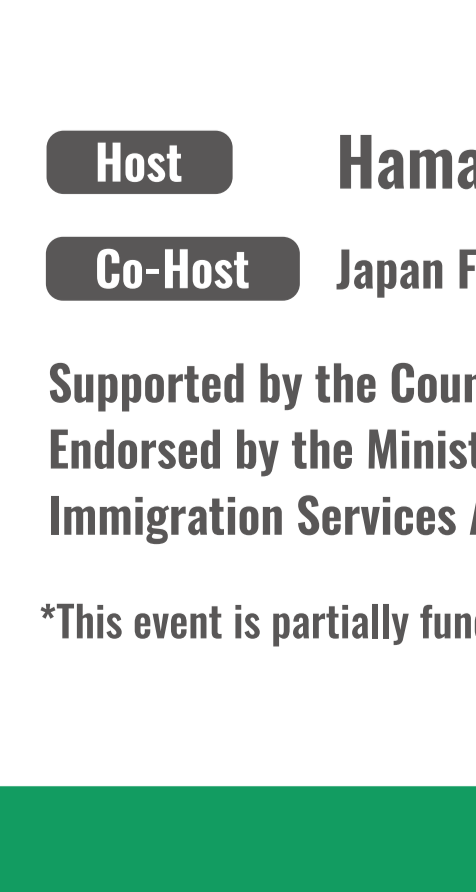 Host Hama
Co-Host Japan F
Supported by the Coun
Endorsed by the Minist
Immigration Services A
*This event is partially fun